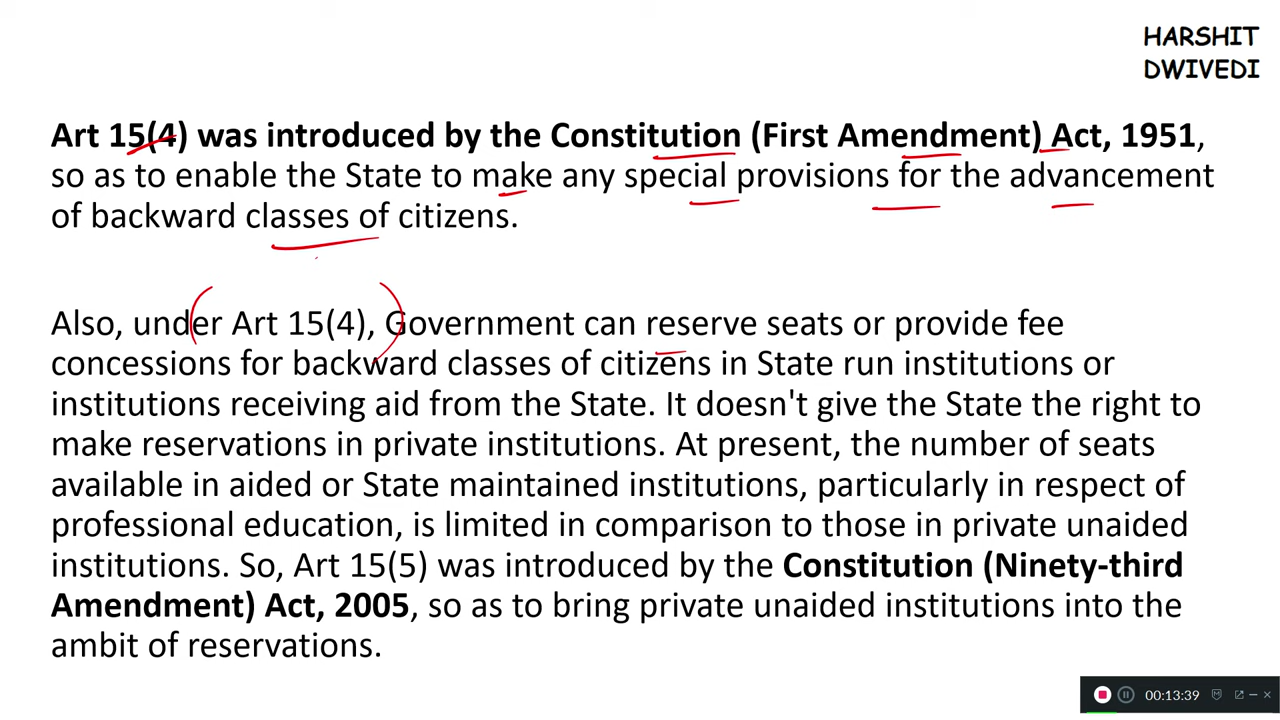 HARSHIT
DWIVEDI
Art 15(4) was introduced by the Constitution (First Amendment) Act, 1951,
so as to enable the State to make any special provisions for the advancement
of backward classes of citizens.
Also, under Art 15(4), Government can reserve seats or provide fee
concessions for backward classes of citizens in State run institutions or
institutions receiving aid from the State. It doesn't give the State the right to
make reservations in private institutions. At present, the number of seats
available in aided or State maintained institutions, particularly in respect of
professional education, is limited in comparison to those in private unaided
institutions. So, Art 15(5) was introduced by the Constitution (Ninety-third
Amendment) Act, 2005, so as to bring private unaided institutions into the
ambit of reservations.
00:13:39